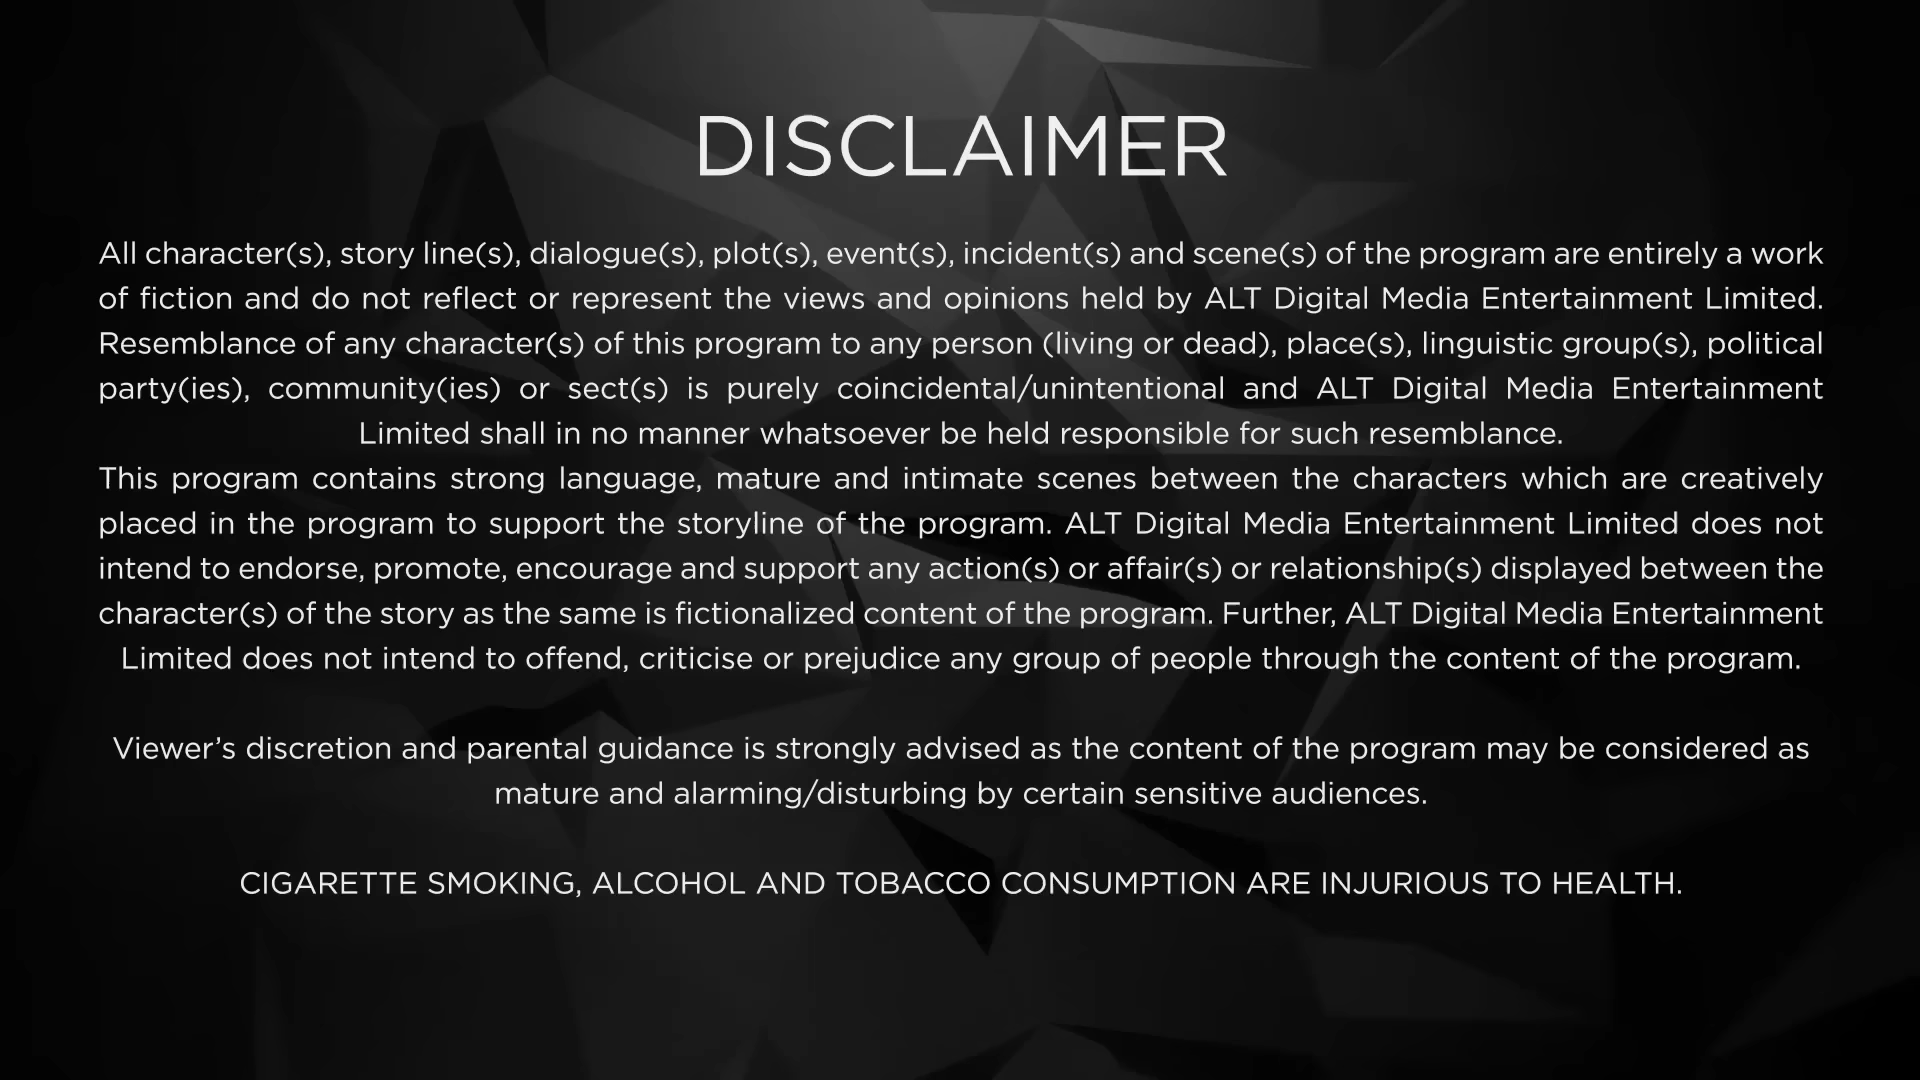 DISCLAIMER
All character(s), story line(s), dialogue(s), plot(s), event(s), incident(s) and scene(s) of the program are entirely a work
of fiction and do not reflect or represent the views and opinions held by ALT Digital Media Entertainment Limited.
Resemblance of any character(s) of this program to any person (living or dead), place(s), linguistic group(s), political
party(ies), community(ies) or sect(s) is purely coincidental/unintentional and ALT Digital Media Entertainment
Limited shall in no manner whatsoever be held responsible for such resemblance.
This program contains strong language, mature and intimate scenes between the characters which are creatively
placed in the program to support the storyline of the program. ALT Digital Media Entertainment Limited does not
intend to endorse, promote, encourage and support any action(s) or affair(s) or relationship(s) displayed between the
character(s) of the story as the same is fictionalized content of the program. Further, ALT Digital Media Entertainment
Limited does not intend to offend, criticise or prejudice any group of people through the content of the program.
Viewer’s discretion and parental guidance is strongly advised as the content of the program may be considered as
mature and alarming/disturbing by certain sensitive audiences.
CIGARETTE SMOKING, ALCOHOL AND TOBACCO CONSUMPTION ARE INJURIOUS TO HEALTH.